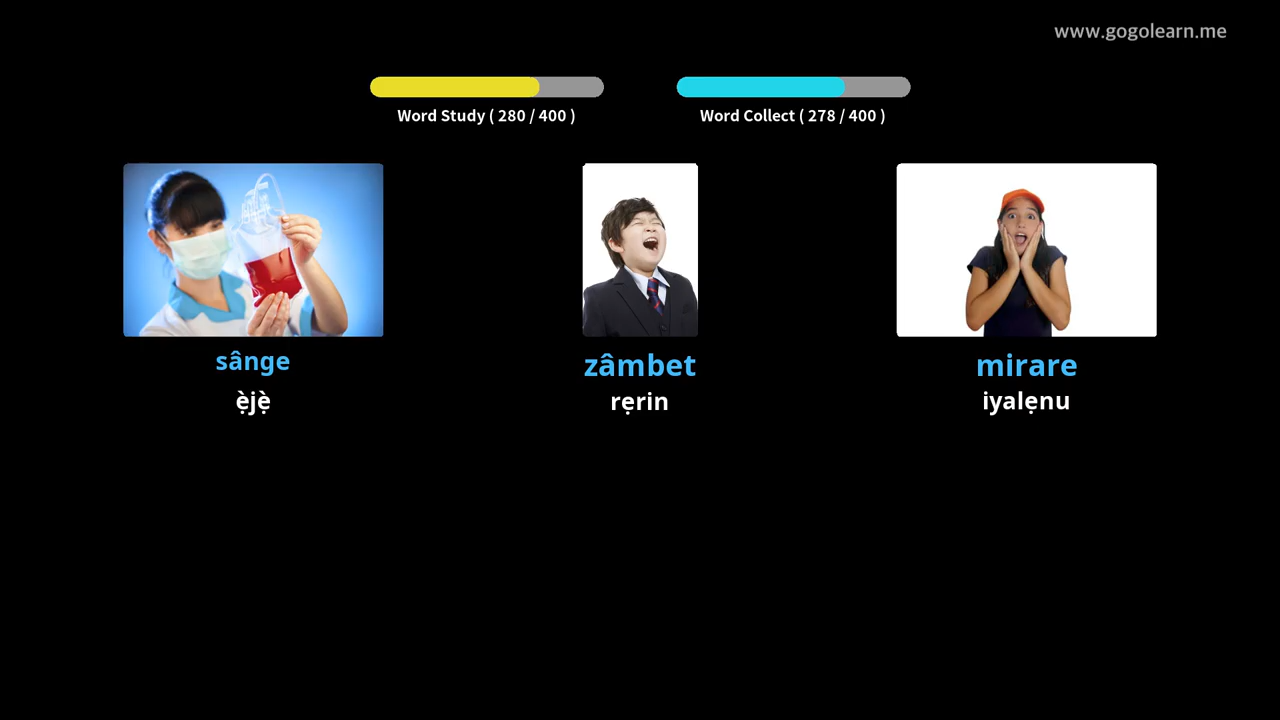 www.gogolearn.me
Word Study ( 280 / 400 )
Word Collect ( 278 / 400 )
sânge
zâmbet
mirare
ẹ̀jẹ̀
rẹrin
iyalẹnu